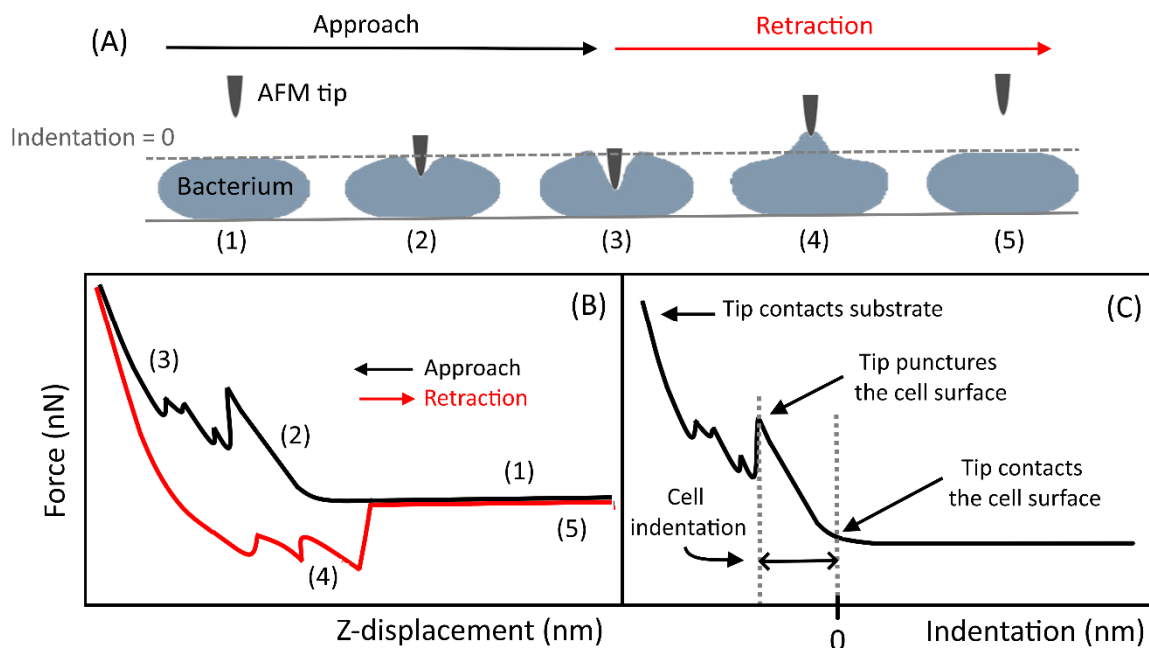 (A)
Approach
Retraction
AFM tip
Indentation = 0
Bacterium
(1)
(2)
(3)
(4)
(5)
(B)
(3)
Approach
Retraction
(2)
(1)
(5)
(4)
Force (nN)
Z-displacement (nm)
(C)
Tip contacts substrate
Tip punctures
the cell surface
Tip contacts
the cell surface
Cell
indentation
0
Indentation (nm)